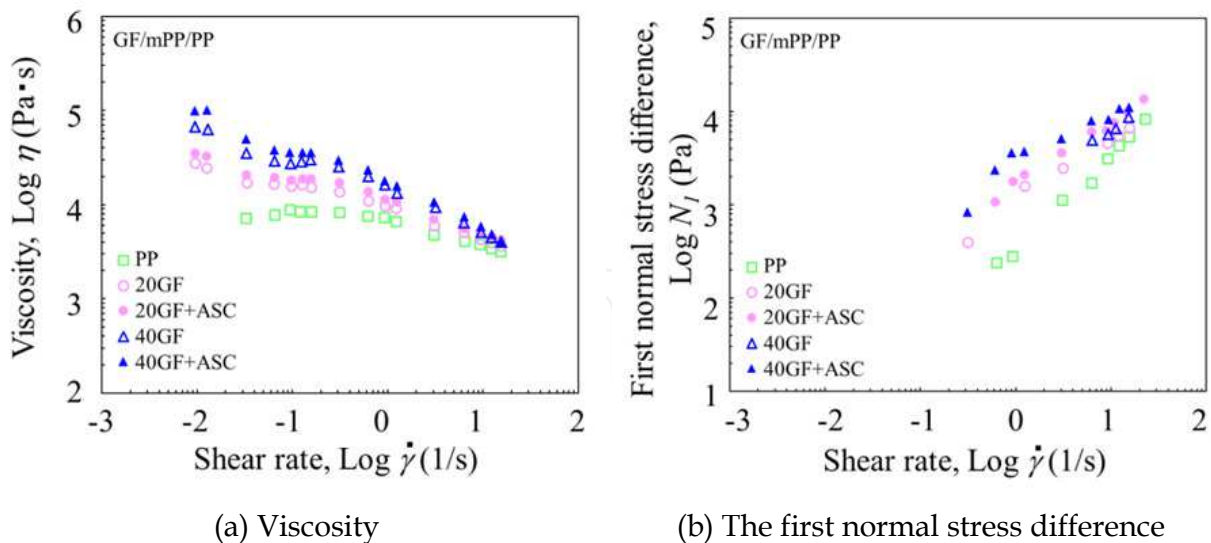 GF/mPP/PP
Viscosity, Log η (Pa・s)
6
5
4
3
2
PP
20GF
20GF+ASC
40GF
40GF+ASC
-3
-2
-1
0
1
2
Shear rate, Log γ̇ (1/s)
(a) Viscosity
GF/mPP/PP
First normal stress difference,
Log N₁ (Pa)
5
4
3
2
1
PP
20GF
20GF+ASC
40GF
40GF+ASC
-3
-2
-1
0
1
2
Shear rate, Log γ̇ (1/s)
(b) The first normal stress difference